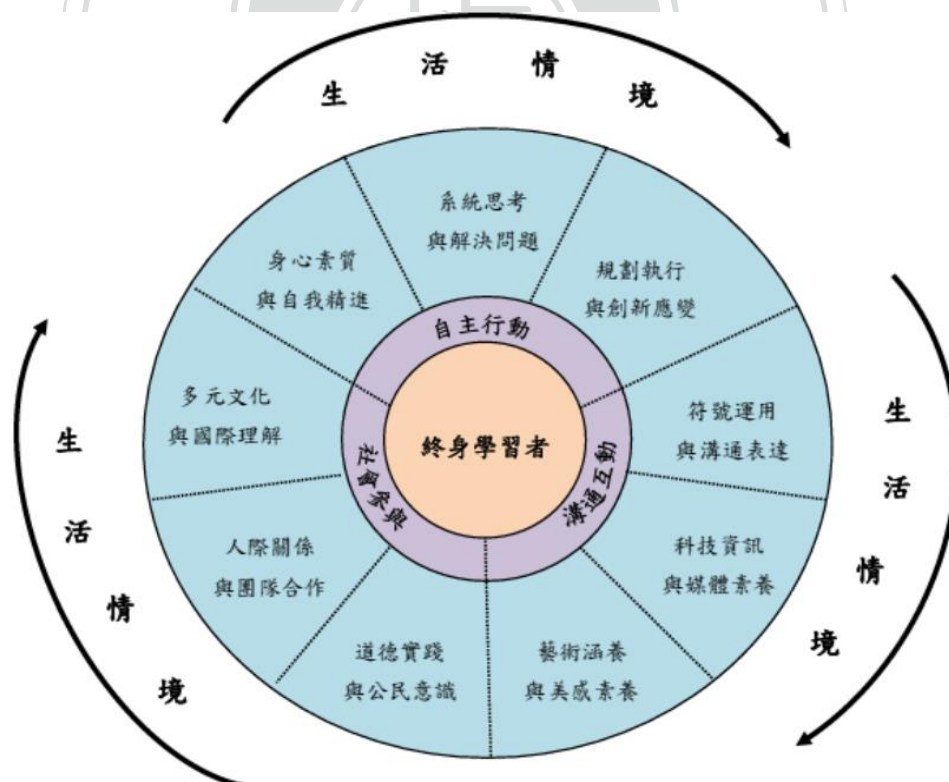 生活情境
系統思考
與解決問題
身心素質
與自我精進
規劃執行
與創新應變
自主行動
多元文化
與國際理解
符號運用
與溝通表達
生活情境
生活情境
終身學習者
社會參與
溝通互動
人際關係
與團隊合作
科技資訊
與媒體素養
道德實踐
與公民意識
藝術涵養
與美感素養